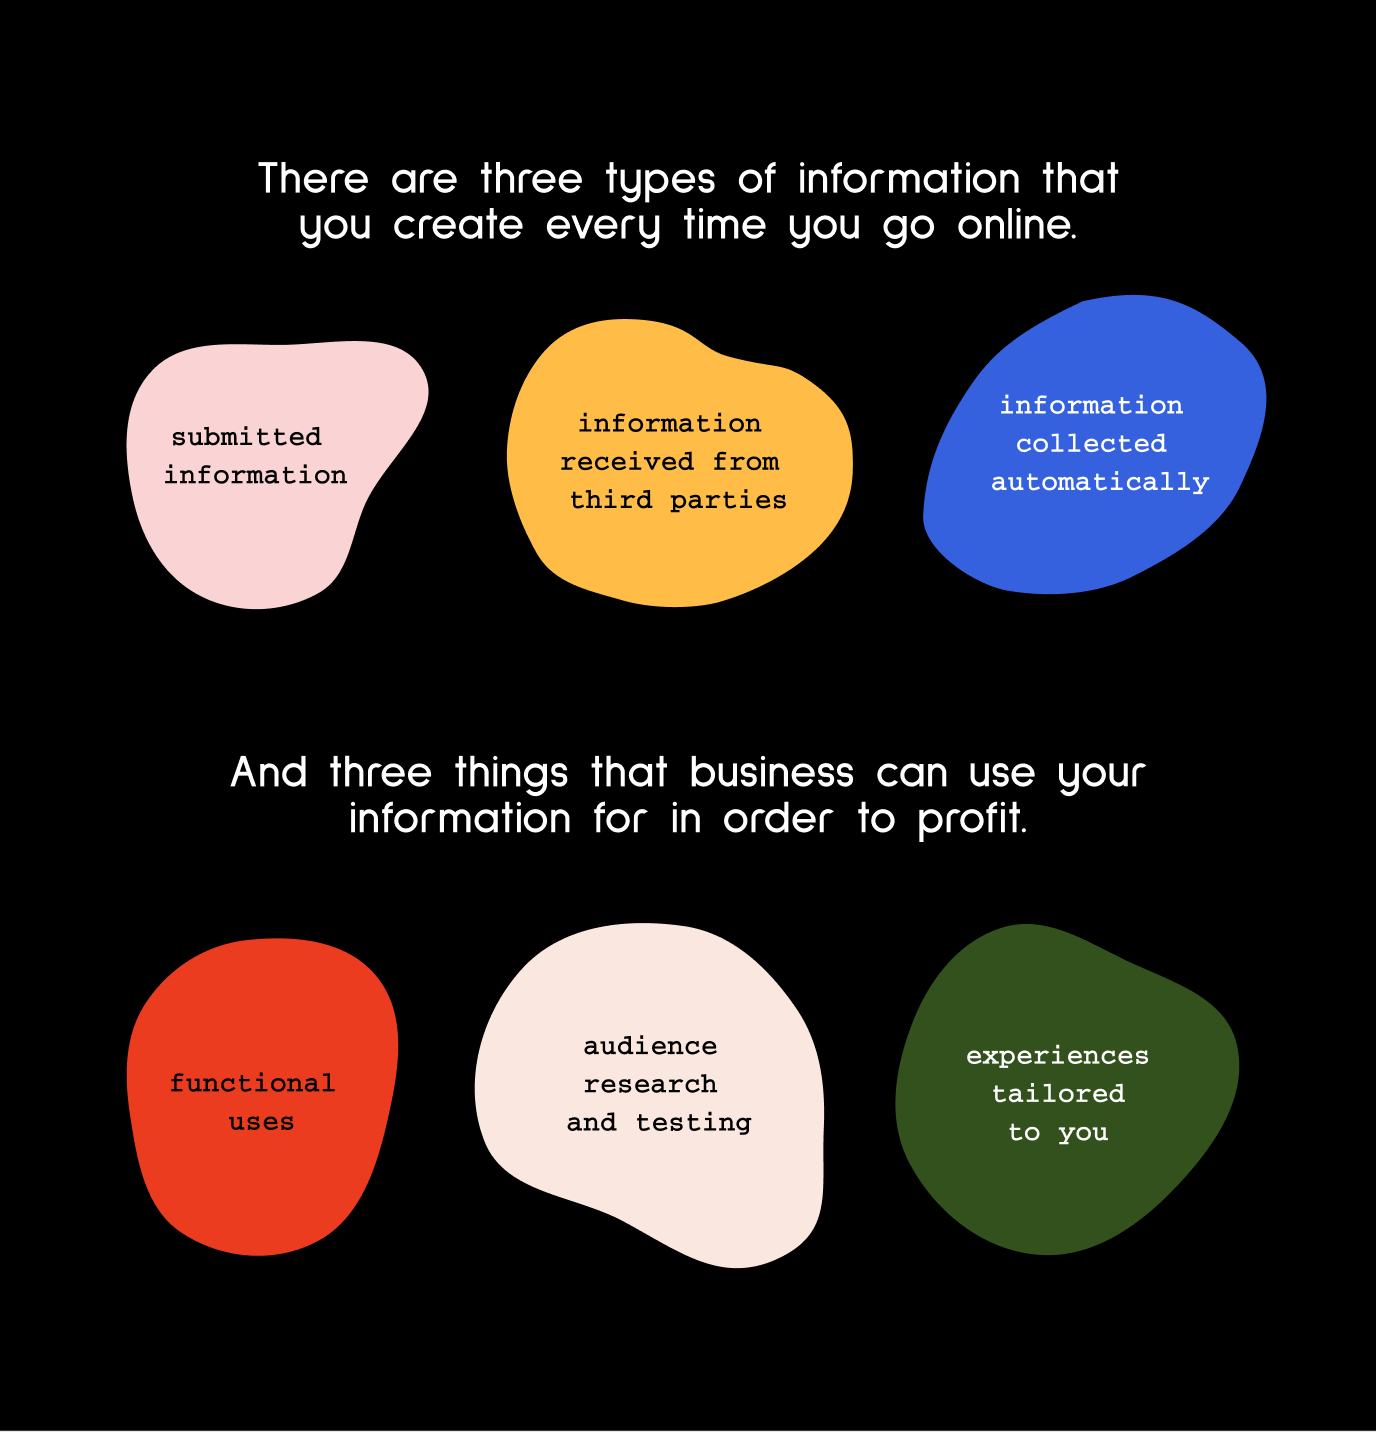 There are three types of information that
you create every time you go online.
submitted
information
information
received from
third parties
information
collected
automatically
And three things that business can use your
information for in order to profit.
functional
uses
audience
research
and testing
experiences
tailored
to you